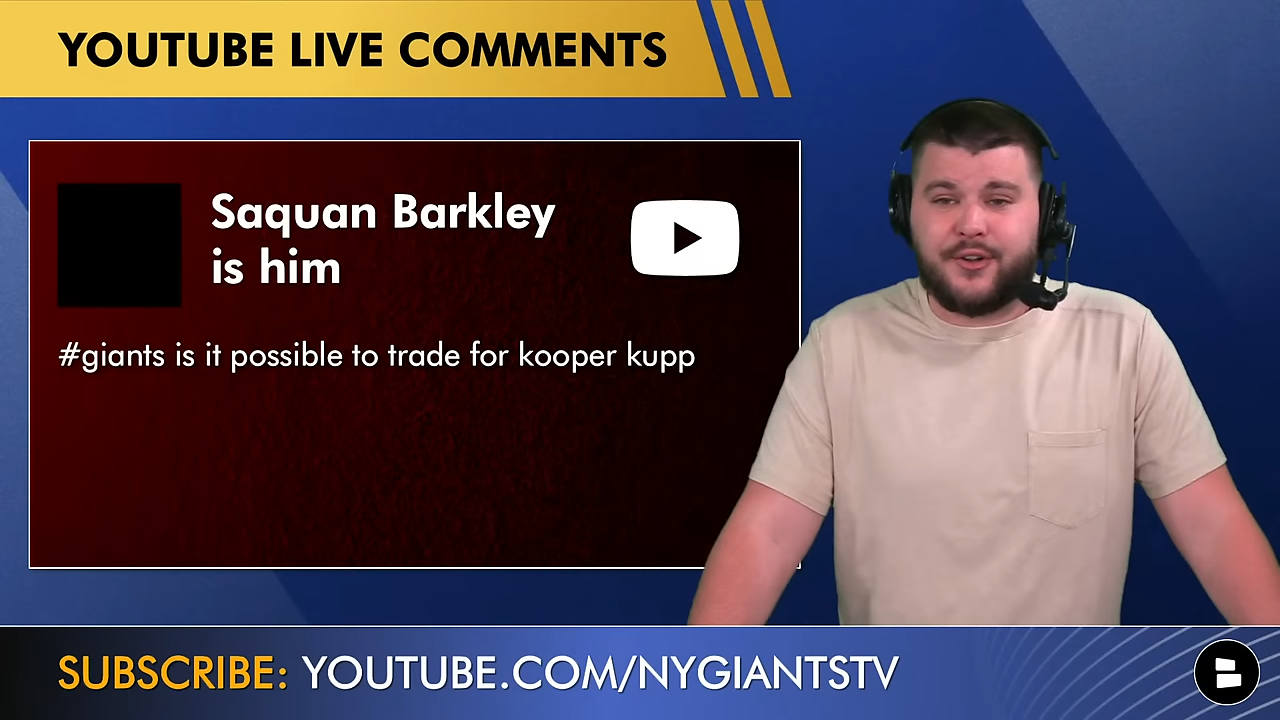 YOUTUBE LIVE COMMENTS
Saquan Barkley
is him
#giants is it possible to trade for kooper kupp
SUBSCRIBE: YOUTUBE.COM/NYGIANTSTV